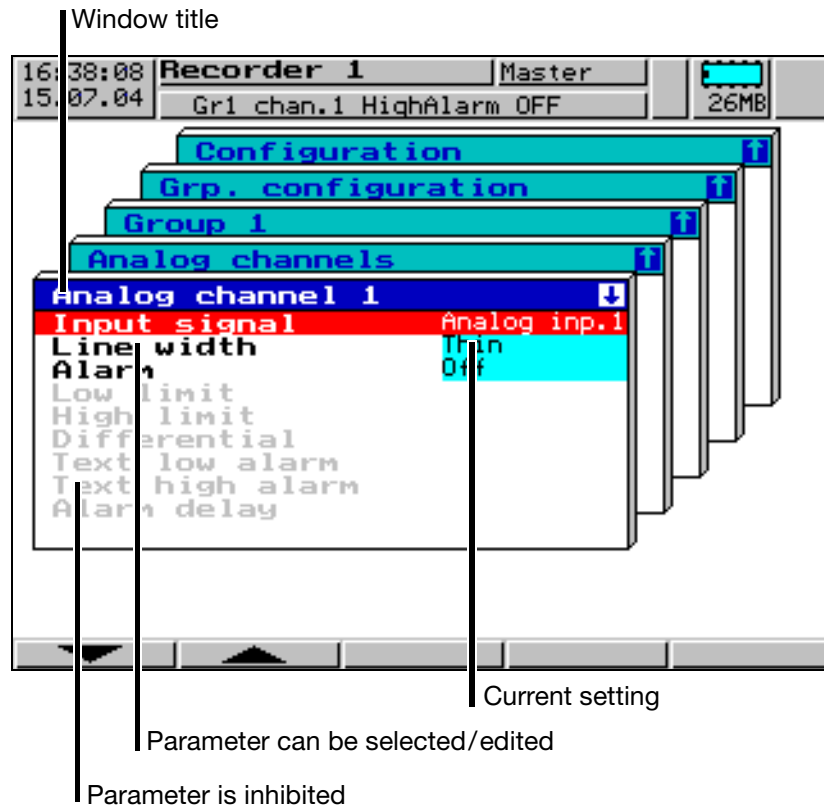 Window title
16:38:08 Recorder 1 Master
15.07.04 Gr1 chan.1 HighAlarm OFF 26MB
Configuration
Grp. configuration
Group 1
Analog channels
Analog channel 1
Input signal Analog inp.1
Line width Thin
Alarm Off
Low limit
High limit
Differential
Text low alarm
Text high alarm
Alarm delay
Current setting
Parameter can be selected/edited
Parameter is inhibited